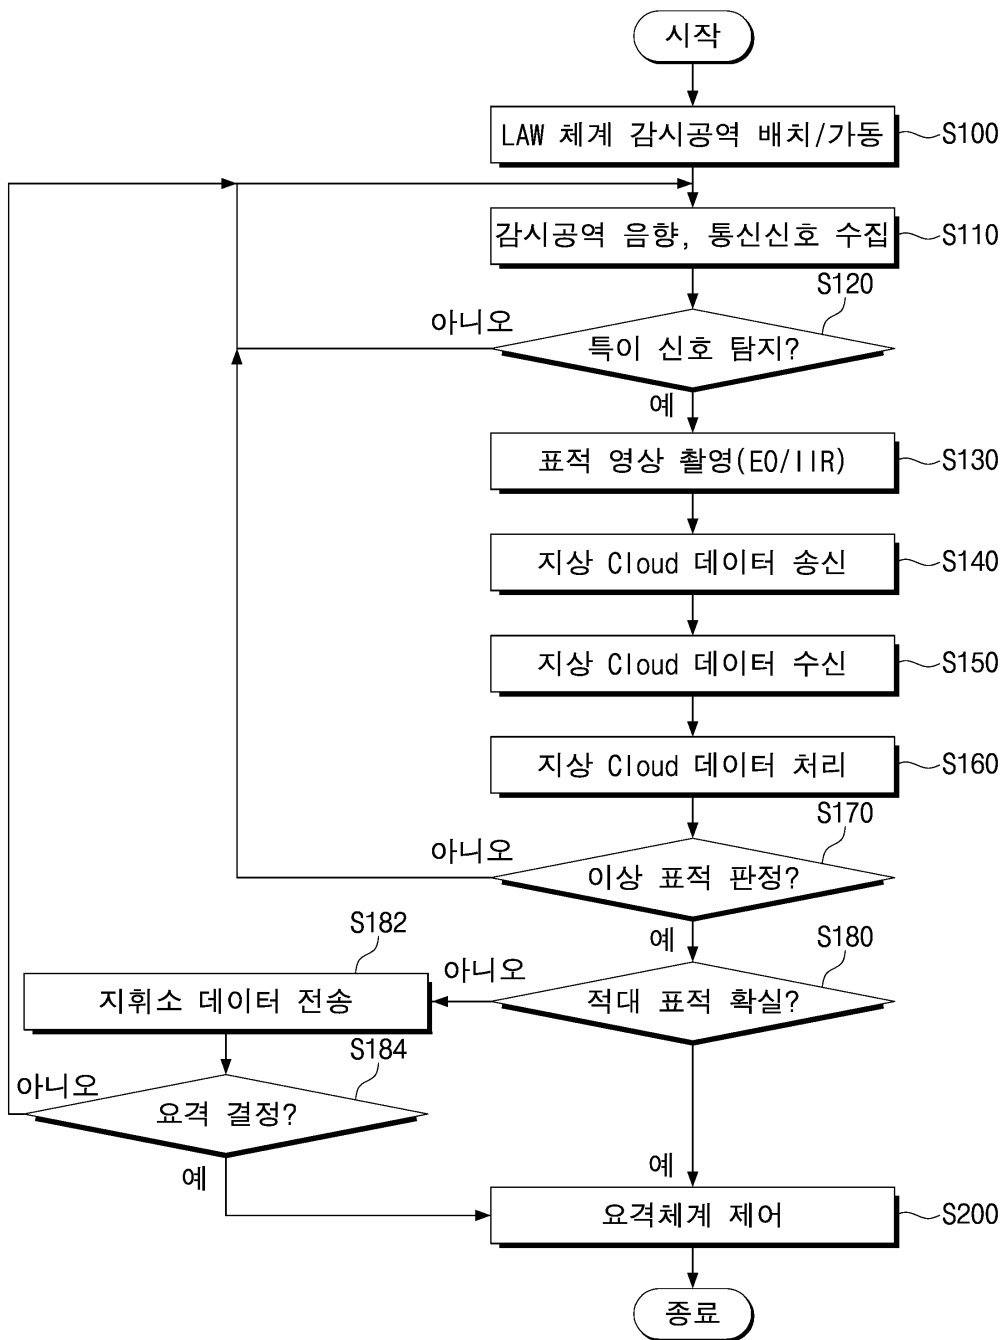 시작
LAW 체계 감시공역 배치/가동
S100
감시공역 음향, 통신신호 수집
S110
S120
아니오
특이 신호 탐지?
예
표적 영상 촬영(EO/IIR)
S130
지상 Cloud 데이터 송신
S140
지상 Cloud 데이터 수신
S150
지상 Cloud 데이터 처리
S160
S170
아니오
이상 표적 판정?
예
S180
S182
아니오
지휘소 데이터 전송
적대 표적 확실?
S184
아니오
요격 결정?
예
예
요격체계 제어
S200
종료